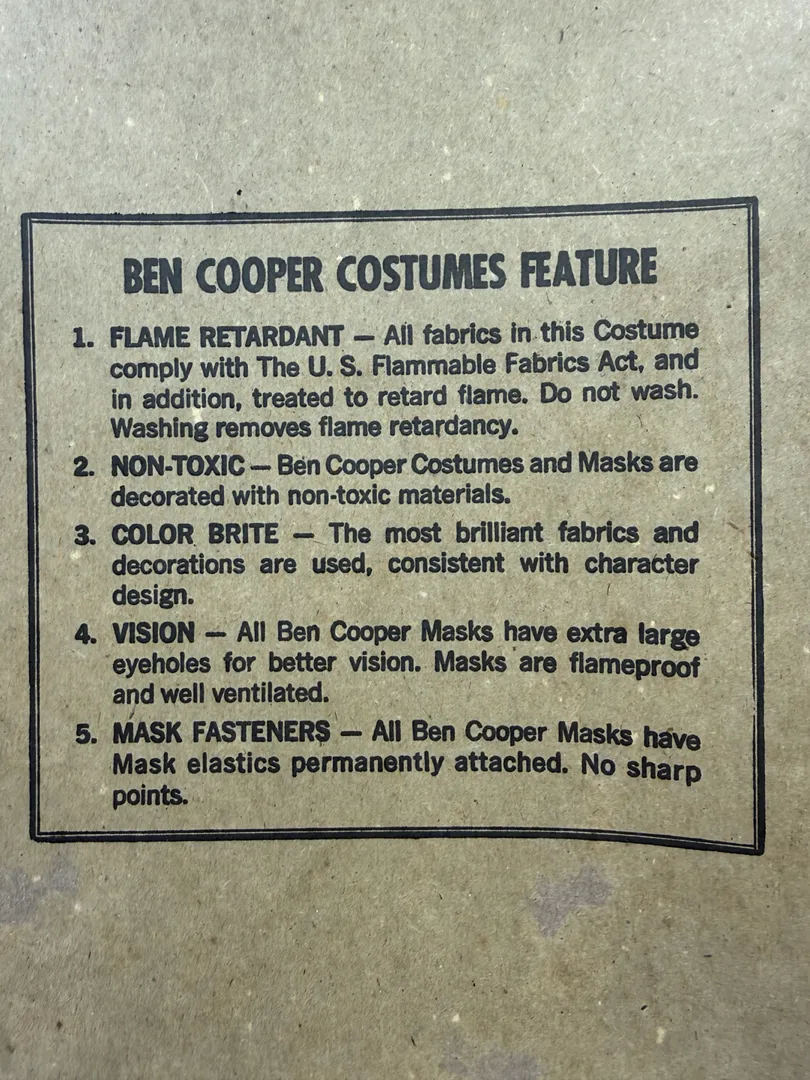 BEN COOPER COSTUMES FEATURE
1. FLAME RETARDANT — All fabrics in this Costume
comply with The U. S. Flammable Fabrics Act, and
in addition, treated to retard flame. Do not wash.
Washing removes flame retardancy.
2. NON-TOXIC — Ben Cooper Costumes and Masks are
decorated with non-toxic materials.
3. COLOR BRITE — The most brilliant fabrics and
decorations are used, consistent with character
design.
4. VISION — All Ben Cooper Masks have extra large
eyeholes for better vision. Masks are flameproof
and well ventilated.
5. MASK FASTENERS — All Ben Cooper Masks have
Mask elastics permanently attached. No sharp
points.